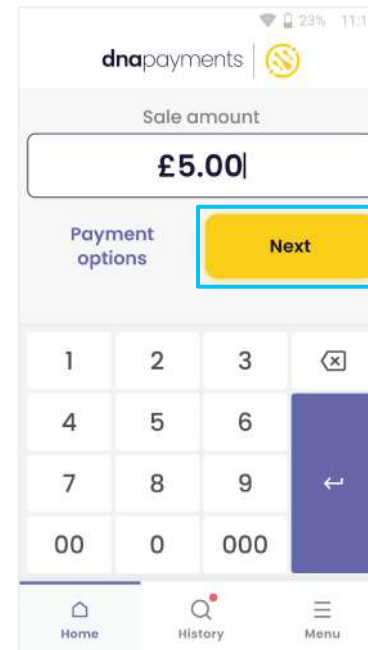 23% 11:1
dnapayments
Sale amount
£5.00
Payment
options
Next
1 2 3
4 5 6
7 8 9
00 0 000
Home History Menu